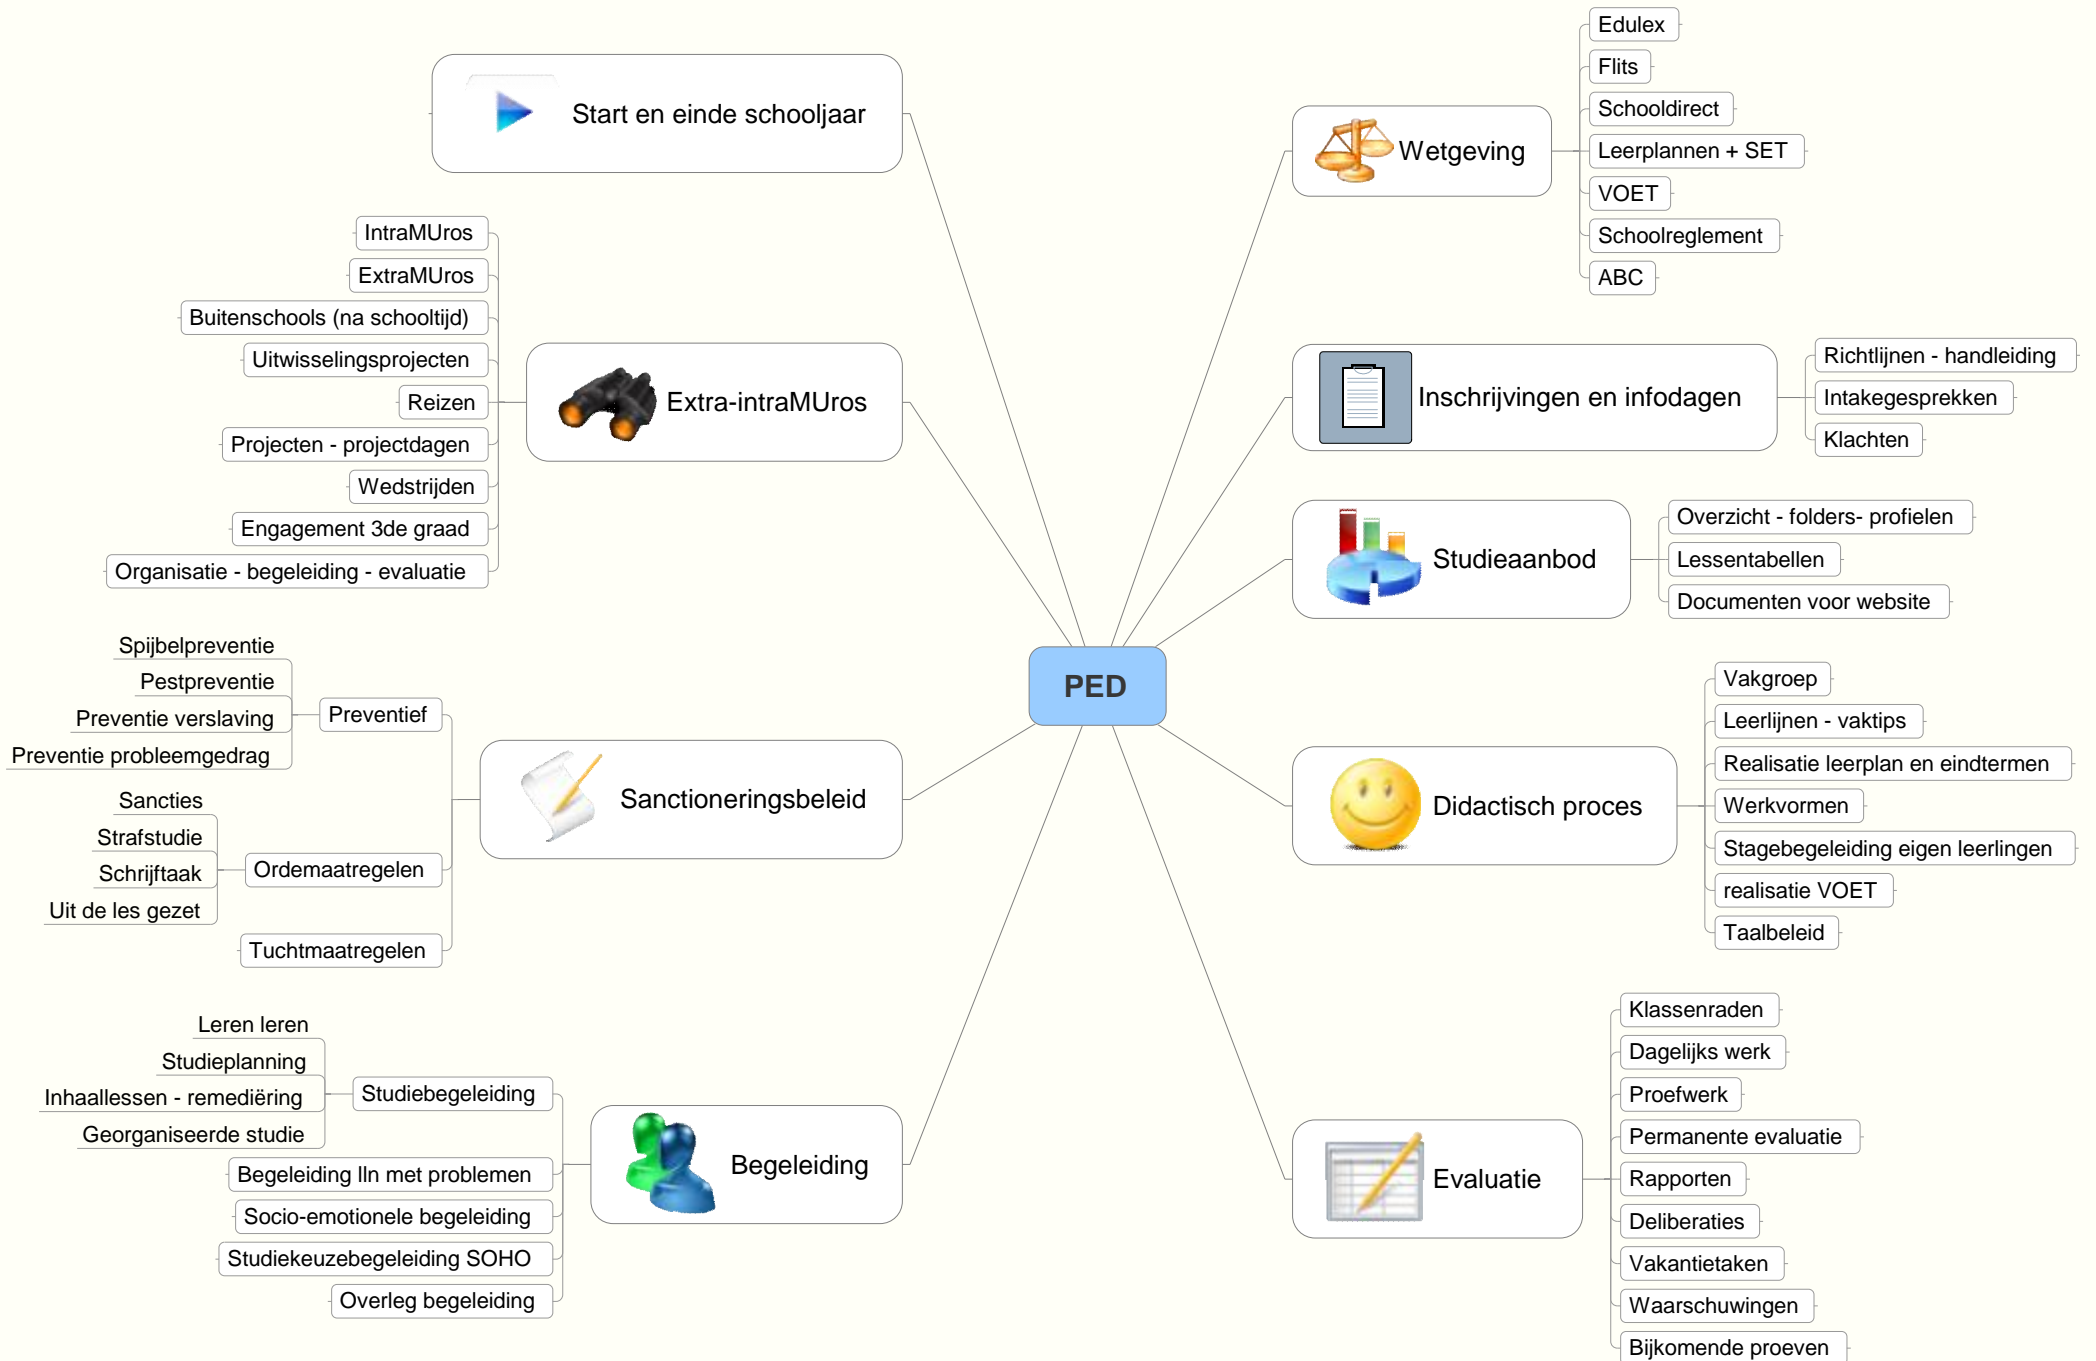 PED
Start en einde schooljaar
Extra-intraMUros
IntraMUros
ExtraMUros
Buitenschools (na schooltijd)
Uitwisselingsprojecten
Reizen
Projecten - projectdagen
Wedstrijden
Engagement 3de graad
Organisatie - begeleiding - evaluatie
Sanctioneringsbeleid
Preventief
Spijbelpreventie
Pestpreventie
Preventie verslaving
Preventie probleemgedrag
Ordemaatregelen
Sancties
Strafstudie
Schrijftaak
Uit de les gezet
Tuchtmaatregelen
Begeleiding
Studiebegeleiding
Leren leren
Studieplanning
Inhaallessen - remediëring
Georganiseerde studie
Begeleiding lln met problemen
Socio-emotionele begeleiding
Studiekeuzebegeleiding SOHO
Overleg begeleiding
Wetgeving
Edulex
Flits
Schooldirect
Leerplannen + SET
VOET
Schoolreglement
ABC
Inschrijvingen en infodagen
Richtlijnen - handleiding
Intakegesprekken
Klachten
Studieaanbod
Overzicht - folders- profielen
Lessentabellen
Documenten voor website
Didactisch proces
Vakgroep
Leerlijnen - vaktips
Realisatie leerplan en eindtermen
Werkvormen
Stagebegeleiding eigen leerlingen
realisatie VOET
Taalbeleid
Evaluatie
Klassenraden
Dagelijks werk
Proefwerk
Permanente evaluatie
Rapporten
Deliberaties
Vakantietaken
Waarschuwingen
Bijkomende proeven